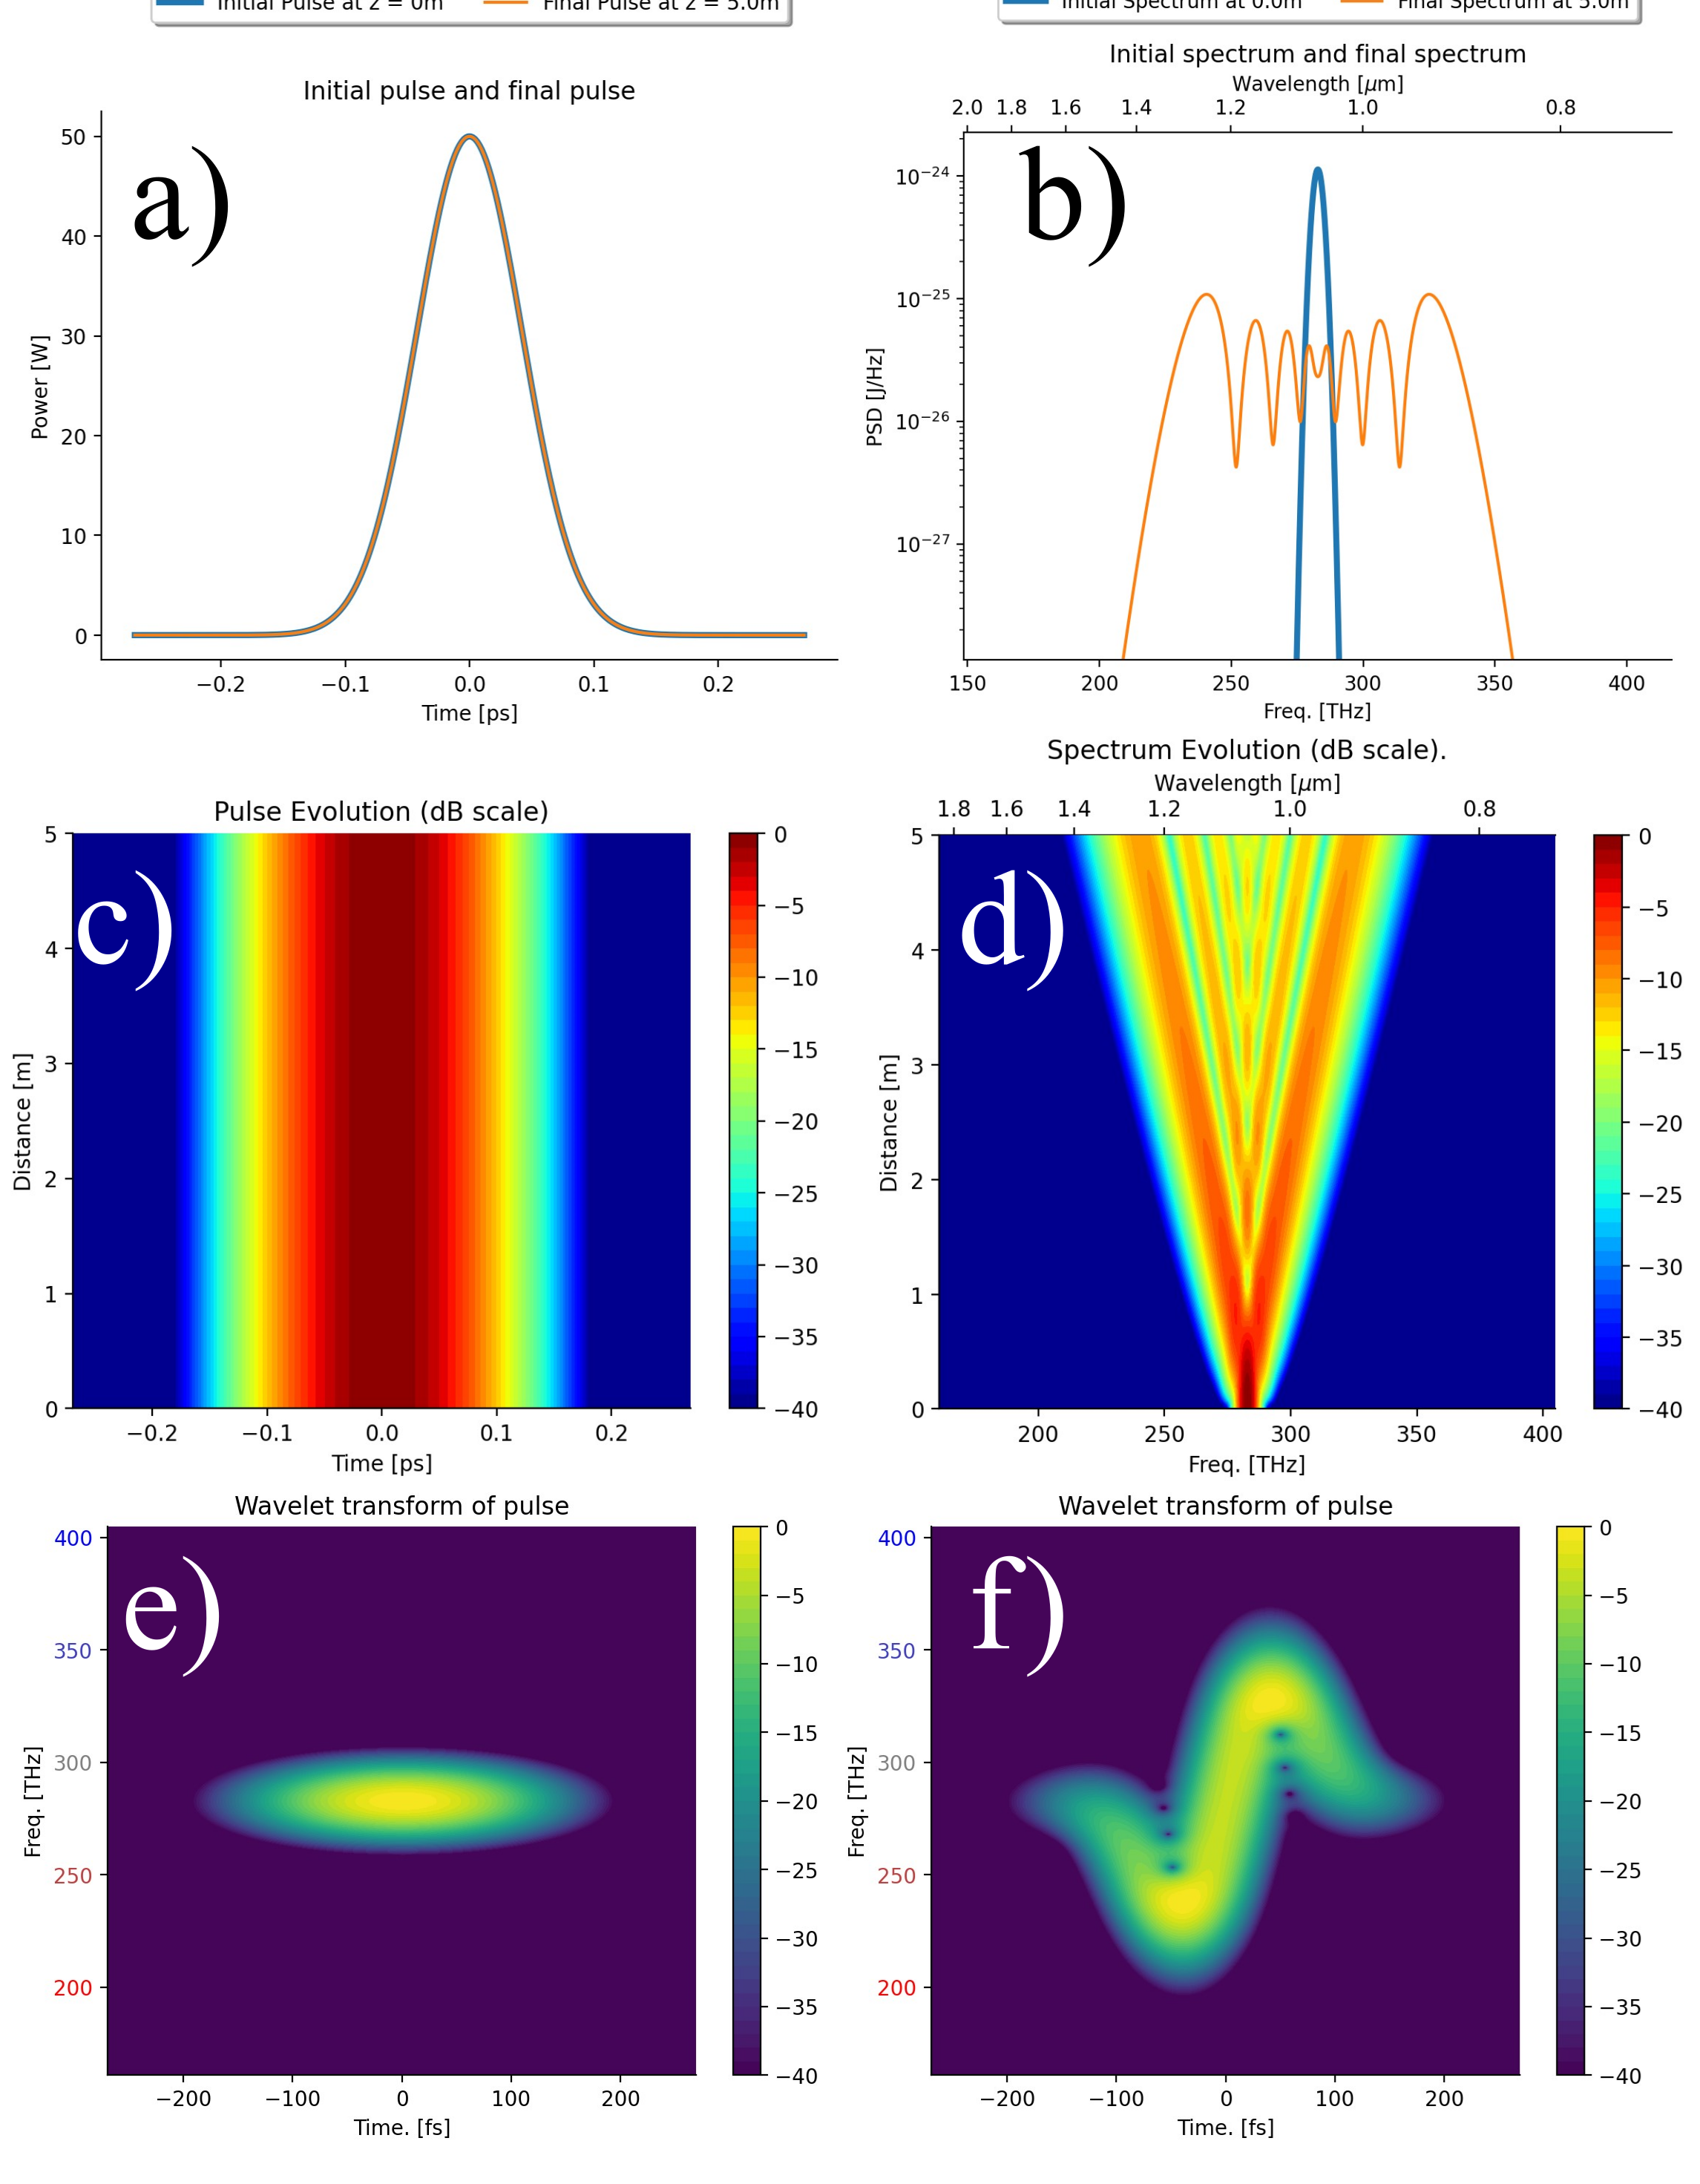 Initial Pulse at z = 0m Final Pulse at z = 5.0m
Initial Spectrum at 0.0m Final Spectrum at 5.0m
Initial pulse and final pulse
a)
50
40
30
20
10
0
Power [W]
−0.2 −0.1 0.0 0.1 0.2
Time [ps]
Initial spectrum and final spectrum
Wavelength [μm]
2.0 1.8 1.6 1.4 1.2 1.0 0.8
b)
10⁻²⁴
10⁻²⁵
10⁻²⁶
10⁻²⁷
PSD [J/Hz]
150 200 250 300 350 400
Freq. [THz]
Pulse Evolution (dB scale)
c)
5
4
3
2
1
0
Distance [m]
−0.2 −0.1 0.0 0.1 0.2
Time [ps]
0
−5
−10
−15
−20
−25
−30
−35
−40
Spectrum Evolution (dB scale).
Wavelength [μm]
1.8 1.6 1.4 1.2 1.0 0.8
d)
5
4
3
2
1
0
Distance [m]
200 250 300 350 400
Freq. [THz]
0
−5
−10
−15
−20
−25
−30
−35
−40
Wavelet transform of pulse
e)
400
350
300
250
200
Freq. [THz]
−200 −100 0 100 200
Time. [fs]
0
−5
−10
−15
−20
−25
−30
−35
−40
Wavelet transform of pulse
f)
400
350
300
250
200
Freq. [THz]
−200 −100 0 100 200
Time. [fs]
0
−5
−10
−15
−20
−25
−30
−35
−40